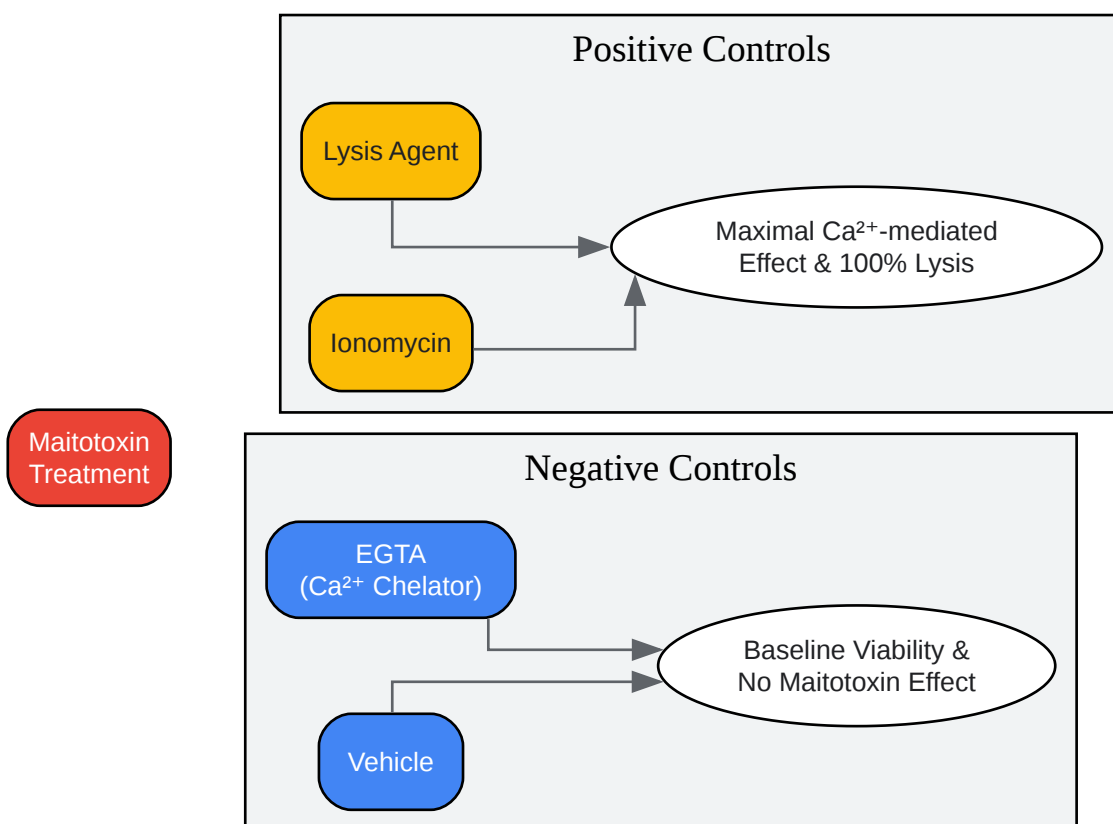 Positive Controls
Lysis Agent
Maximal Ca²⁺-mediated
Effect & 100% Lysis
Ionomycin
Maitotoxin
Treatment
Negative Controls
EGTA
(Ca²⁺ Chelator)
Baseline Viability &
No Maitotoxin Effect
Vehicle